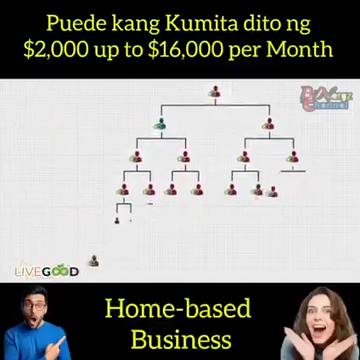 Puede kang Kumita dito ng
$2,000 up to $16,000 per Month
LIVEGOOD
Home-based
Business